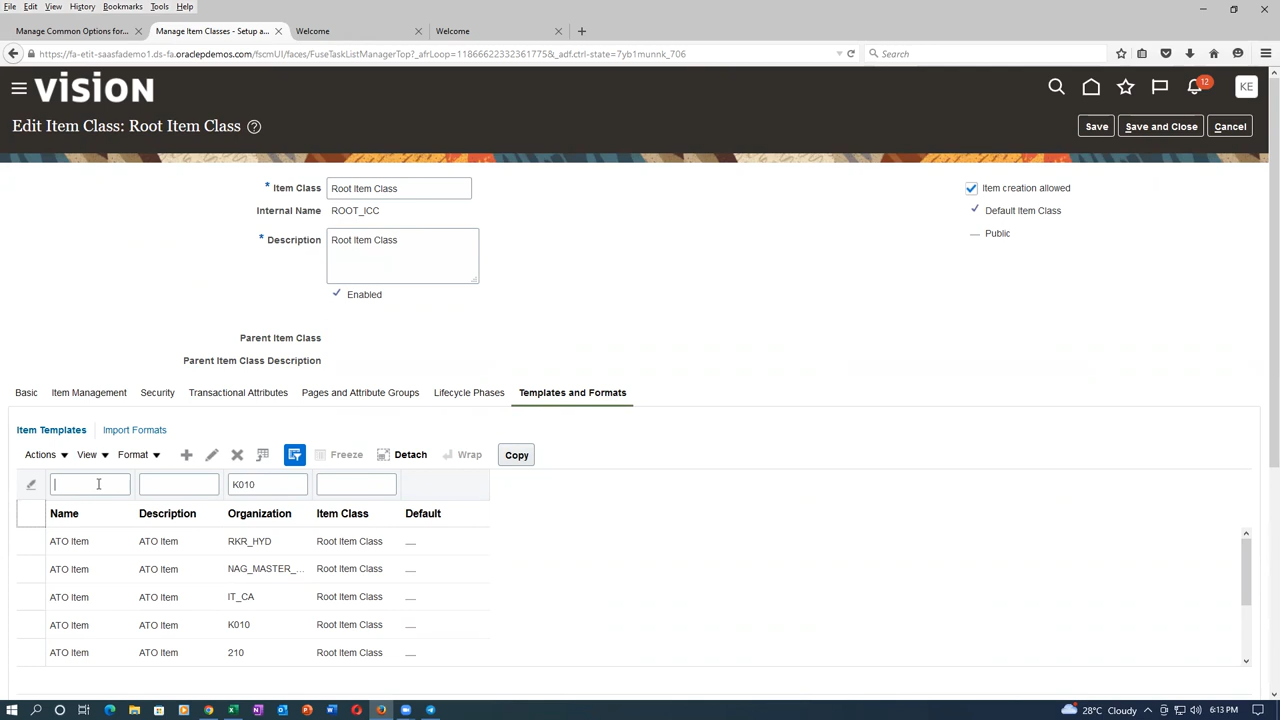 File Edit View History Bookmarks Tools Help
Manage Common Options for... × Manage Item Classes - Setup a... × Welcome × Welcome × +
https://fa-etit-saasfademo1.ds-fa.oraclepdemos.com/fscmUI/faces/FuseTaskListManagerTop?_afrLoop=11866622332361775&_adf.ctrl-state=7yb1munnk_706 Search
VISION 12 KE
Edit Item Class: Root Item Class ? Save Save and Close Cancel
* Item Class Root Item Class Item creation allowed
Internal Name ROOT_ICC Default Item Class
* Description Root Item Class Public
Enabled
Parent Item Class
Parent Item Class Description
Basic Item Management Security Transactional Attributes Pages and Attribute Groups Lifecycle Phases Templates and Formats
Item Templates Import Formats
Actions View Format Freeze Detach Wrap Copy
K010
Name Description Organization Item Class Default
ATO Item ATO Item RKR_HYD Root Item Class
ATO Item ATO Item NAG_MASTER_... Root Item Class
ATO Item ATO Item IT_CA Root Item Class
ATO Item ATO Item K010 Root Item Class
ATO Item ATO Item 210 Root Item Class
28°C Cloudy 6:13 PM